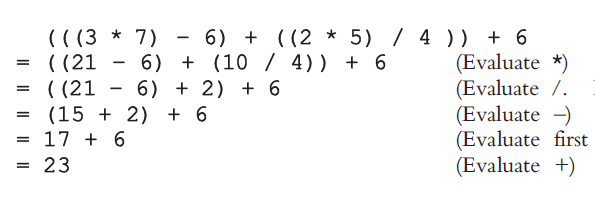 (((3 * 7) - 6) + ((2 * 5) / 4 )) + 6
= ((21 - 6) + (10 / 4)) + 6 (Evaluate *)
= ((21 - 6) + 2) + 6 (Evaluate /.
= (15 + 2) + 6 (Evaluate –)
= 17 + 6 (Evaluate first
= 23 (Evaluate +)